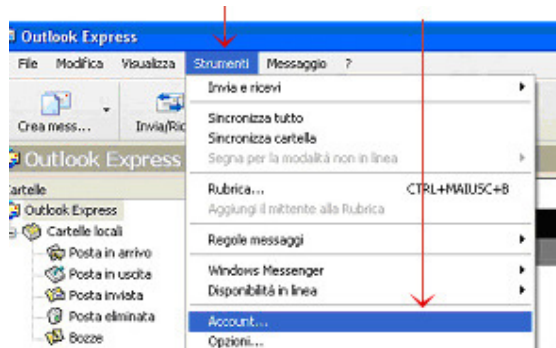 Outlook Express
File Modifica Visualizza Strumenti Messaggio ?
Crea mess... Invia/Ric
Outlook Express
Cartelle
Outlook Express
Cartelle locali
Posta in arrivo
Posta in uscita
Posta inviata
Posta eliminata
Bozze
Invia e ricevi
Sincronizza tutto
Sincronizza cartella
Segna per la modalità non in linea
Rubrica... CTRL+MAIUSC+B
Aggiungi il mittente alla Rubrica
Regole messaggi
Windows Messenger
Disponibilità in linea
Account...
Opzioni...